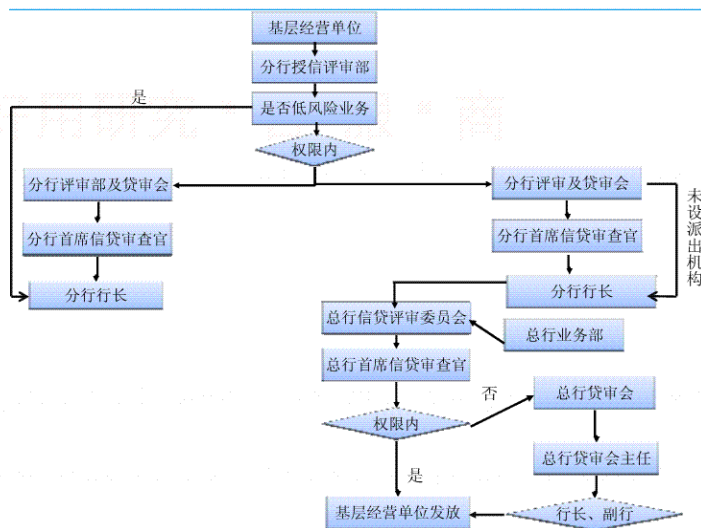 基层经营单位
分行授信评审部
是
是否低风险业务
权限内
分行评审部及贷审会
分行评审及贷审会
未设派出机构
分行首席信贷审查官
分行首席信贷审查官
分行行长
分行行长
总行信贷评审委员会
总行业务部
总行首席信贷审查官
否
总行贷审会
权限内
总行贷审会主任
是
基层经营单位发放
行长、副行